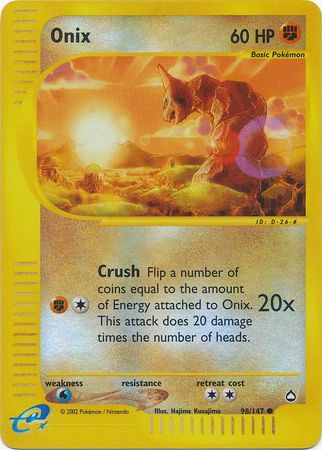 Onix 60 HP
Basic Pokémon
ID: D-26-#
Crush Flip a number of
coins equal to the amount
of Energy attached to Onix. 20x
This attack does 20 damage
times the number of heads.
weakness resistance retreat cost
© 2002 Pokémon / Nintendo Illus. Hajime Kusajima 98/147